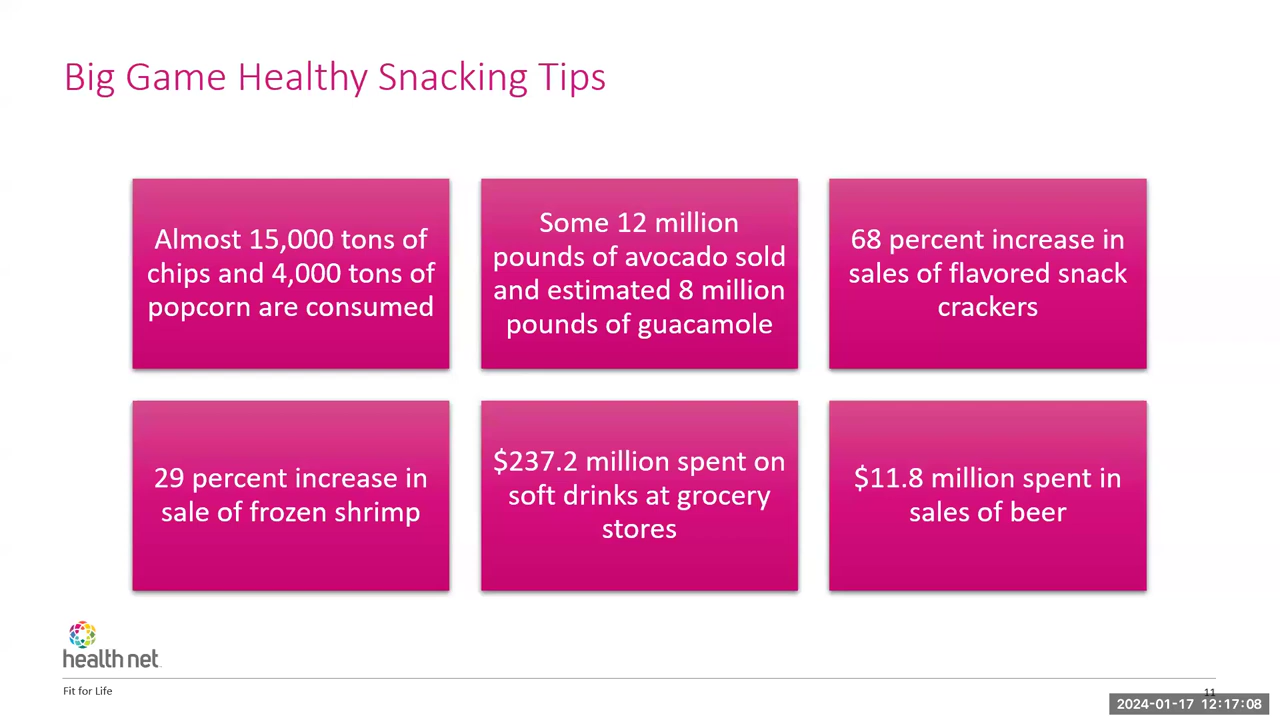 Big Game Healthy Snacking Tips
Almost 15,000 tons of
chips and 4,000 tons of
popcorn are consumed
Some 12 million
pounds of avocado sold
and estimated 8 million
pounds of guacamole
68 percent increase in
sales of flavored snack
crackers
29 percent increase in
sale of frozen shrimp
$237.2 million spent on
soft drinks at grocery
stores
$11.8 million spent in
sales of beer
health net
Fit for Life
11
2024-01-17 12:17:08